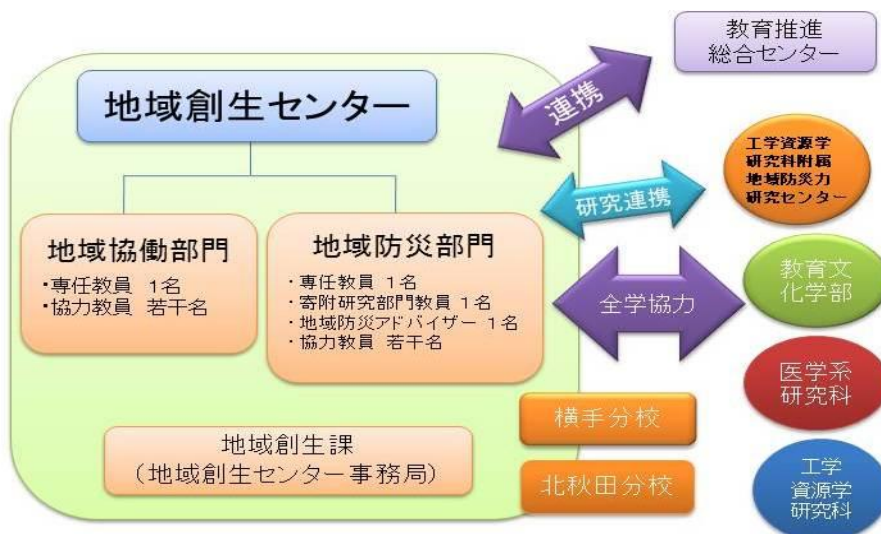 教育推進
総合センター
地域創生センター
連携
工学資源学
研究科附属
地域防災力
研究センター
研究連携
地域協働部門
・専任教員 1名
・協力教員 若干名
地域防災部門
・専任教員 1名
・寄附研究部門教員 1名
・地域防災アドバイザー 1名
・協力教員 若干名
全学協力
教育文
化学部
医学系
研究科
横手分校
地域創生課
（地域創生センター事務局）
北秋田分校
工学
資源学
研究科